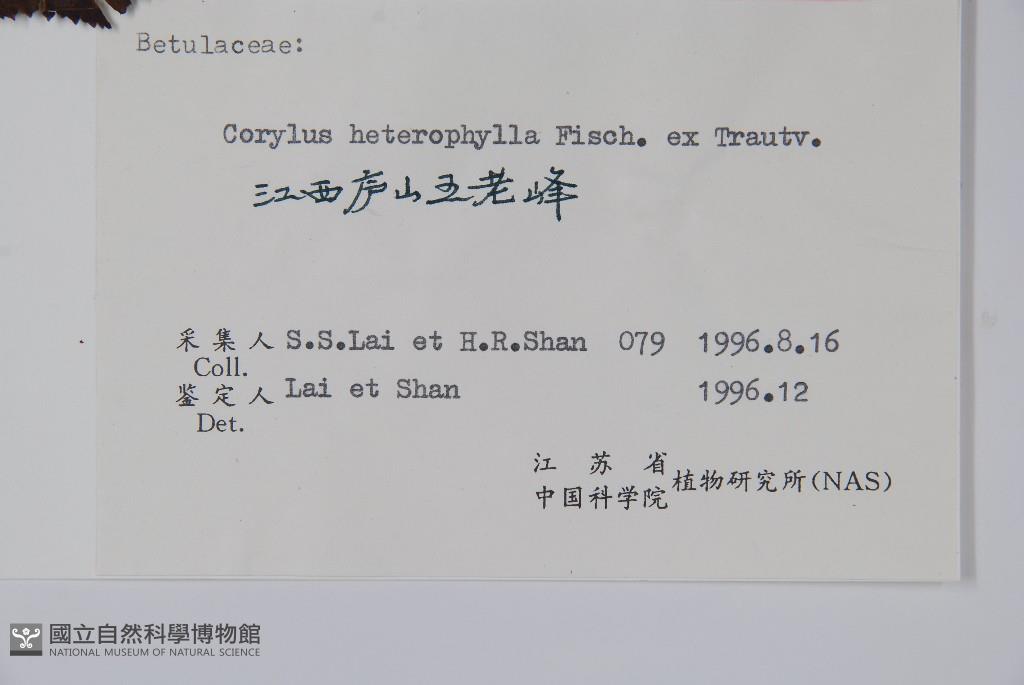 Betulaceae:
Corylus heterophylla Fisch. ex Trautv.
江西庐山五老峰
采集人 S.S.Lai et H.R.Shan 079 1996.8.16
Coll.
鉴定人 Lai et Shan 1996.12
Det.
江苏省
中国科学院 植物研究所(NAS)
國立自然科學博物館
NATIONAL MUSEUM OF NATURAL SCIENCE